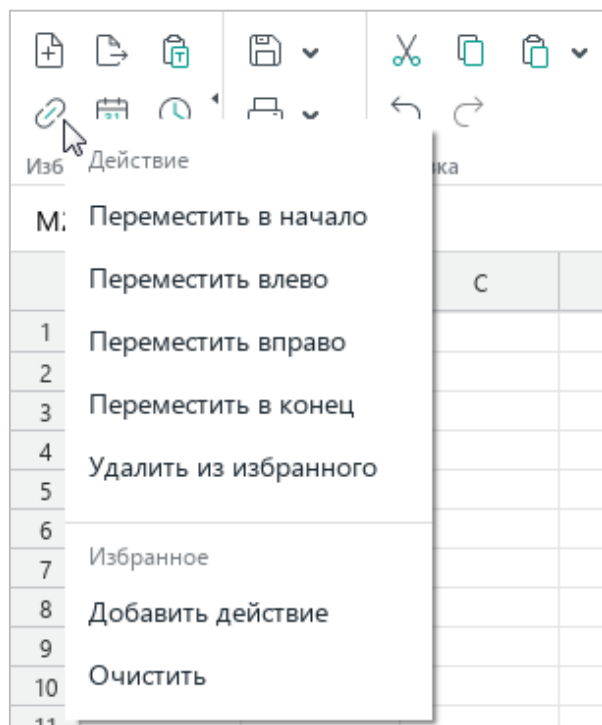 Действие
Переместить в начало
Переместить влево
C
Переместить вправо
1
2
Переместить в конец
3
4
Удалить из избранного
5
6
Избранное
7
8
Добавить действие
9
Очистить
10